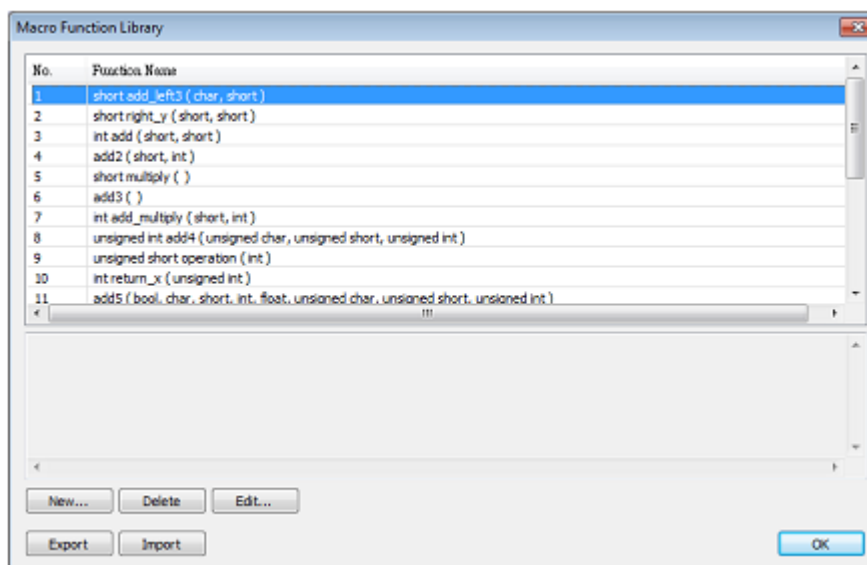 Macro Function Library
No. Function Name
1 short add_left3 ( char, short )
2 short right_y ( short, short )
3 int add ( short, short )
4 add2 ( short, int )
5 short multiply ( )
6 add3 ( )
7 int add_multiply ( short, int )
8 unsigned int add4 ( unsigned char, unsigned short, unsigned int )
9 unsigned short operation ( int )
10 int return_x ( unsigned int )
11 add5 ( bool, char, short, int, float, unsigned char, unsigned short, unsigned int )
New... Delete Edit...
Export Import OK